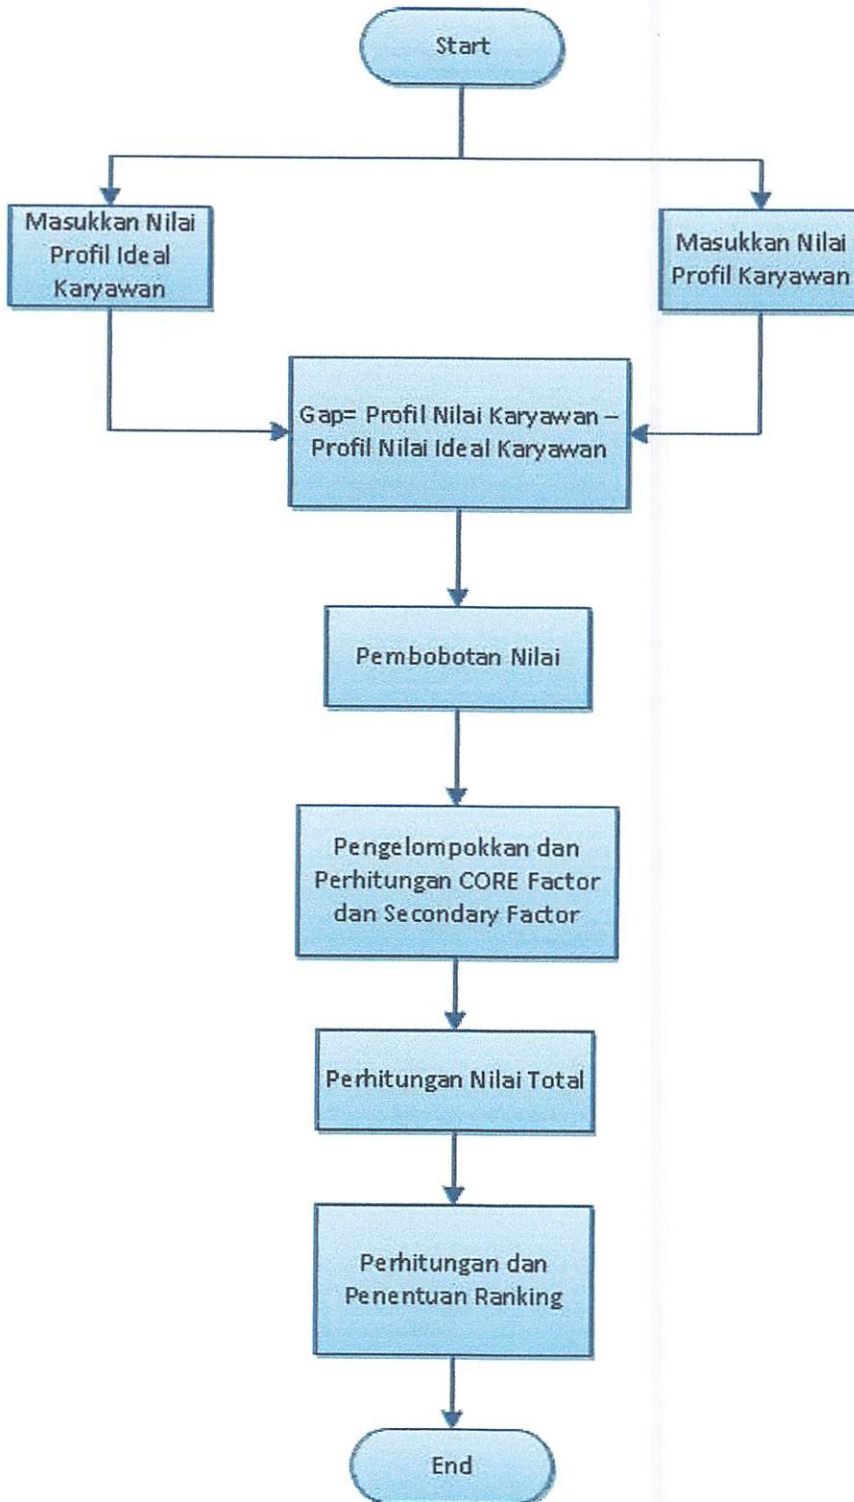 Start
Masukkan Nilai
Profil Ideal
Karyawan
Masukkan Nilai
Profil Karyawan
Gap= Profil Nilai Karyawan –
Profil Nilai Ideal Karyawan
Pembobotan Nilai
Pengelompokkan dan
Perhitungan CORE Factor
dan Secondary Factor
Perhitungan Nilai Total
Perhitungan dan
Penentuan Ranking
End